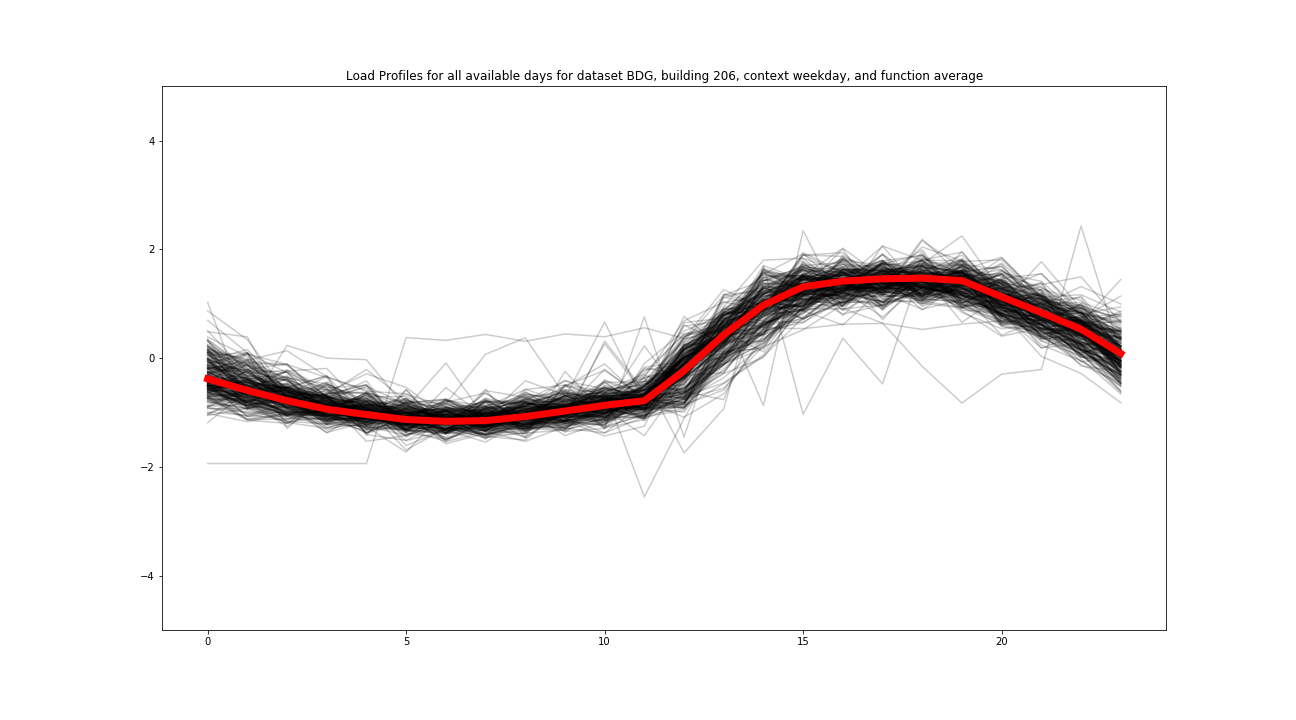 Load Profiles for all available days for dataset BDG, building 206, context weekday, and function average
4
2
0
−2
−4
0 5 10 15 20